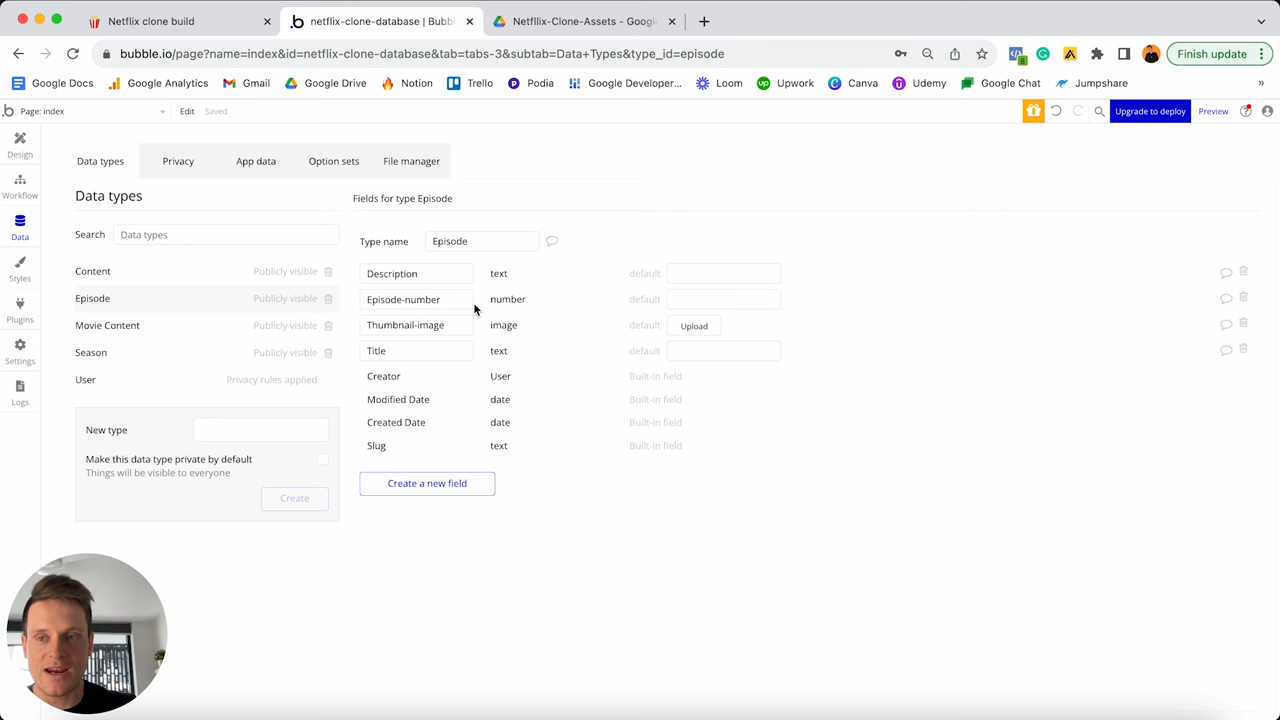 Netflix clone build
netflix-clone-database | Bubb
Netfllix-Clone-Assets - Google
bubble.io/page?name=index&id=netflix-clone-database&tab=tabs-3&subtab=Data+Types&type_id=episode
Finish update
Google Docs Google Analytics Gmail Google Drive Notion Trello Podia Google Developer... Loom Upwork Canva Udemy Google Chat Jumpshare
Page: index Edit Saved Upgrade to deploy Preview
Design
Workflow
Data
Styles
Plugins
Settings
Logs
Data types Privacy App data Option sets File manager
Data types
Search Data types
Content Publicly visible
Episode Publicly visible
Movie Content Publicly visible
Season Publicly visible
User Privacy rules applied
New type
Make this data type private by default
Things will be visible to everyone
Create
Fields for type Episode
Type name Episode
Description text default
Episode-number number default
Thumbnail-image image default Upload
Title text default
Creator User Built-in field
Modified Date date Built-in field
Created Date date Built-in field
Slug text Built-in field
Create a new field